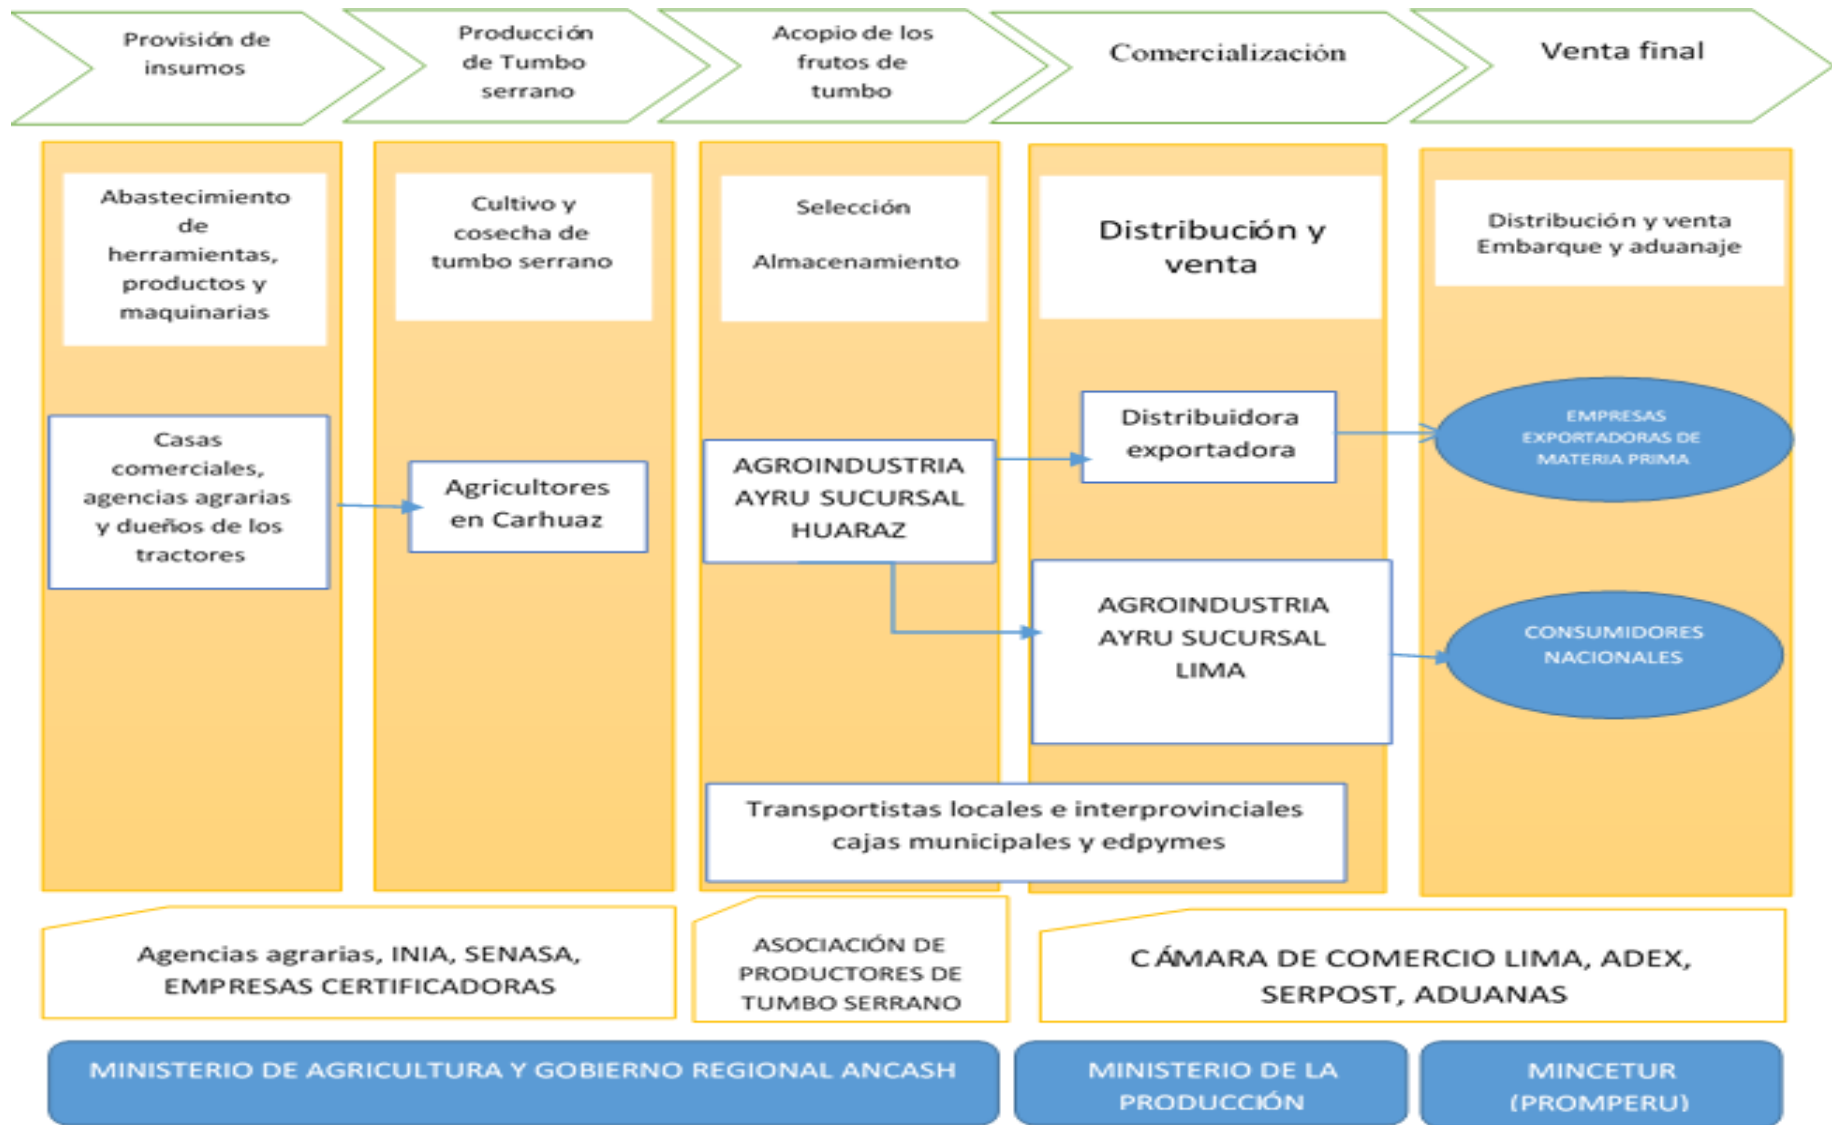 Provisión de
insumos
Producción
de Tumbo
serrano
Acopio de los
frutos de
tumbo
Comercialización
Venta final
Abastecimiento
de
herramientas,
productos y
maquinarias
Cultivo y
cosecha de
tumbo serrano
Selección
Almacenamiento
Distribución y
venta
Distribución y venta
Embarque y aduanaje
Casas
comerciales,
agencias agrarias
y dueños de los
tractores
Agricultores
en Carhuaz
AGROINDUSTRIA
AYRU SUCURSAL
HUARAZ
Distribuidora
exportadora
EMPRESAS
EXPORTADORAS DE
MATERIA PRIMA
AGROINDUSTRIA
AYRU SUCURSAL
LIMA
CONSUMIDORES
NACIONALES
Transportistas locales e interprovinciales
cajas municipales y edpymes
Agencias agrarias, INIA, SENASA,
EMPRESAS CERTIFICADORAS
ASOCIACIÓN DE
PRODUCTORES DE
TUMBO SERRANO
CÁMARA DE COMERCIO LIMA, ADEX,
SERPOST, ADUANAS
MINISTERIO DE AGRICULTURA Y GOBIERNO REGIONAL ANCASH
MINISTERIO DE LA
PRODUCCIÓN
MINCETUR
(PROMPERU)